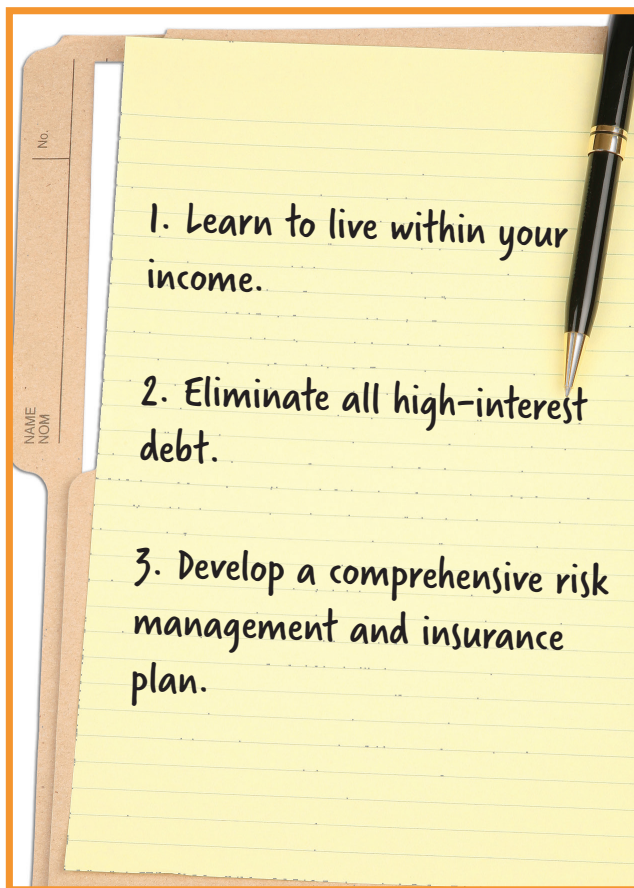 No.
NAME
NOM
1. Learn to live within your
income.
2. Eliminate all high-interest
debt.
3. Develop a comprehensive risk
management and insurance
plan.